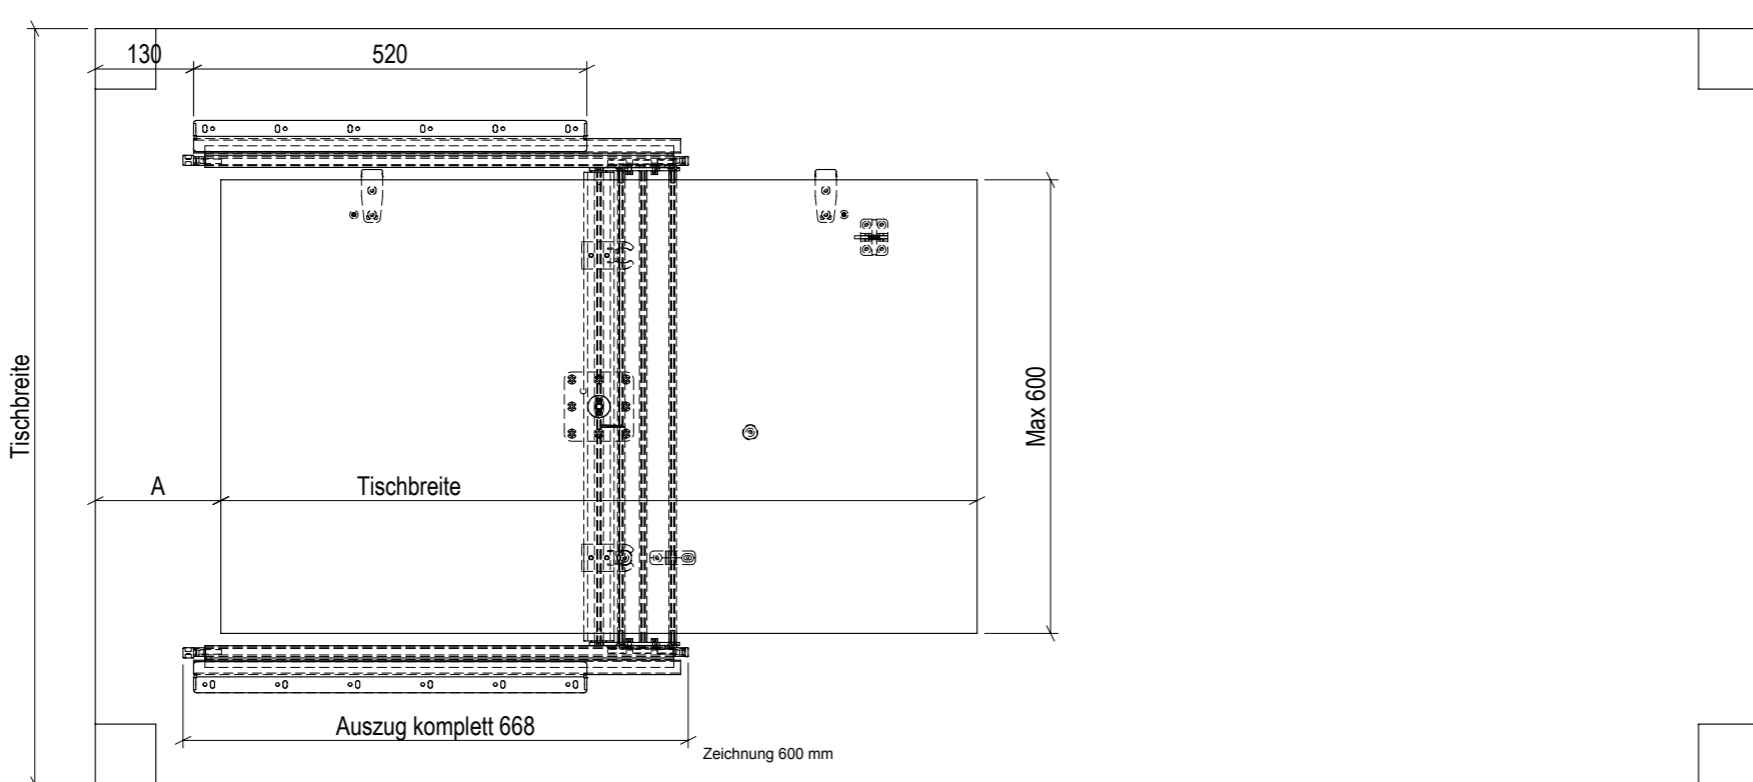 130
520
Tischbreite
Max 600
A
Tischbreite
Auszug komplett 668
Zeichnung 600 mm